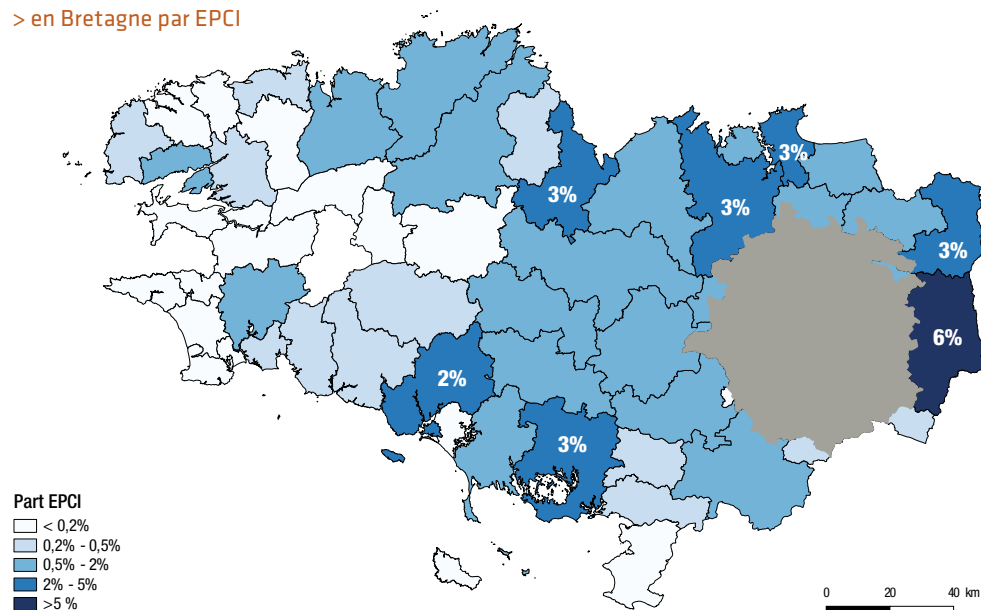 > en Bretagne par EPCI
3%
3%
3%
3%
6%
2%
3%
Part EPCI
< 0,2%
0,2% - 0,5%
0,5% - 2%
2% - 5%
>5 %
0 20 40 km